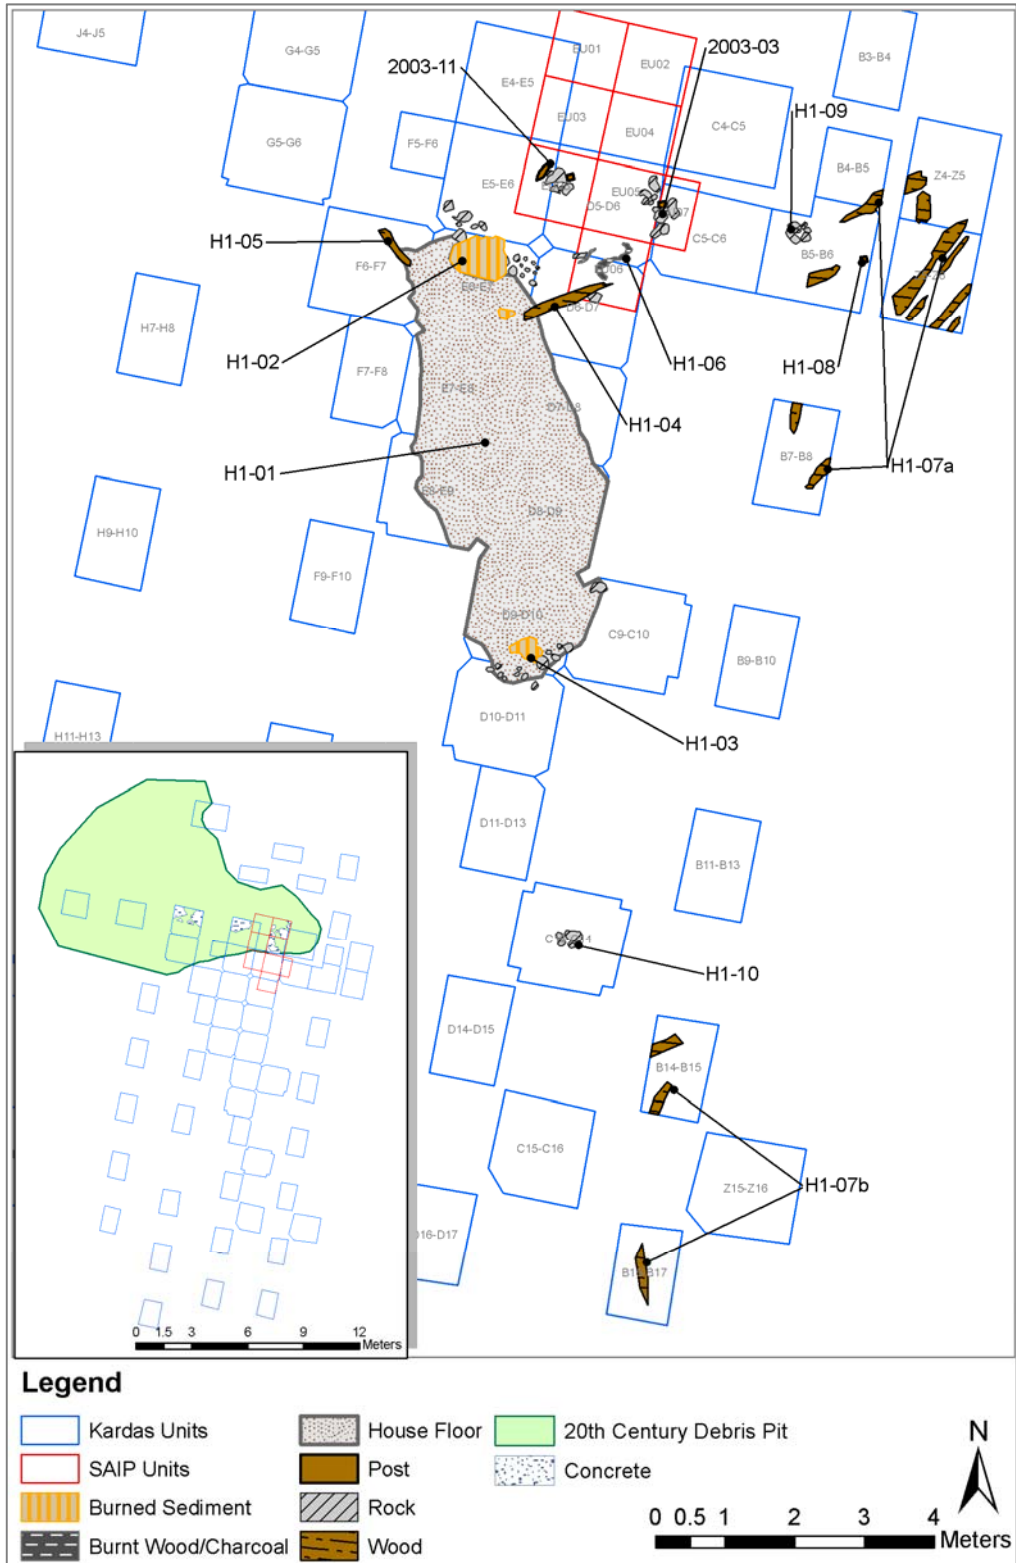 J4-J5
G4-G5
E4-E5
EU01
EU02
2003-03
B3-B4
2003-11
C4-C5
H1-09
EU03
EU04
G5-G6
F5-F6
B4-B5
Z4-Z5
E5-E6
EU05
D5-D6
C5-C6
H1-05
F6-F7
B5-B6
EU06
D6-D7
H7-H8
H1-02
F7-F8
H1-06
H1-08
H1-04
E7-E8
H1-01
B7-B8
H1-07a
D8-D9
H9-H10
F9-F10
D9-D10
C9-C10
B9-B10
H11-H13
D10-D11
H1-03
D11-D13
B11-B13
H1-10
D14-D15
B14-B15
C15-C16
Z15-Z16
H1-07b
D16-D17
0 1.5 3 6 9 12
Meters
Legend
Kardas Units
House Floor
20th Century Debris Pit
SAIP Units
Post
Concrete
Burned Sediment
Rock
Burnt Wood/Charcoal
Wood
N
0 0.5 1 2 3 4
Meters